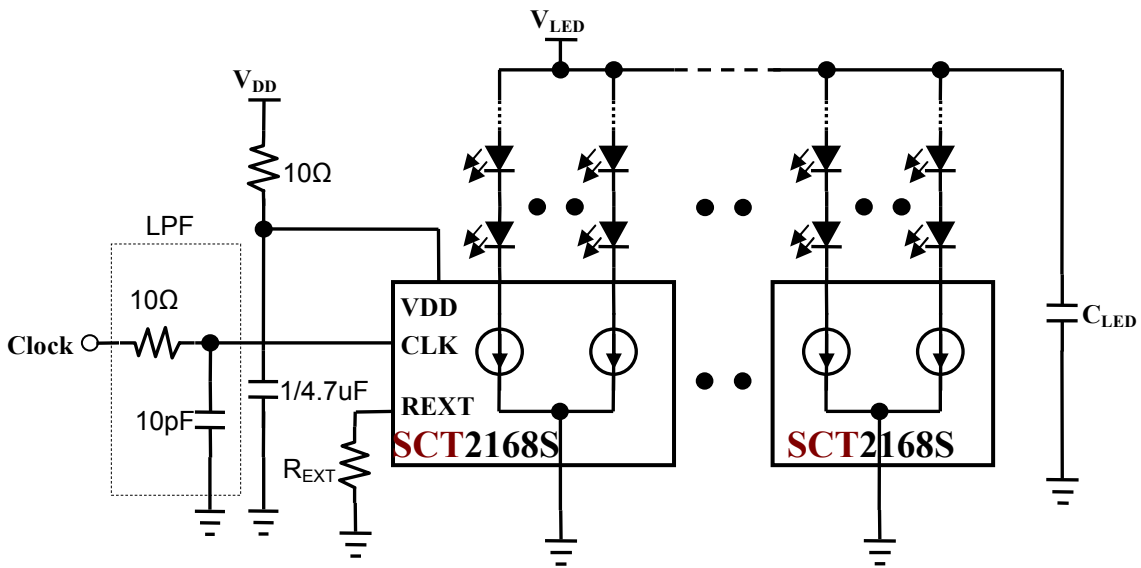 VLED
VDD
10Ω
LPF
10Ω
VDD
Clock
CLK
CLED
1/4.7uF
10pF
REXT
SCT2168S
SCT2168S
REXT